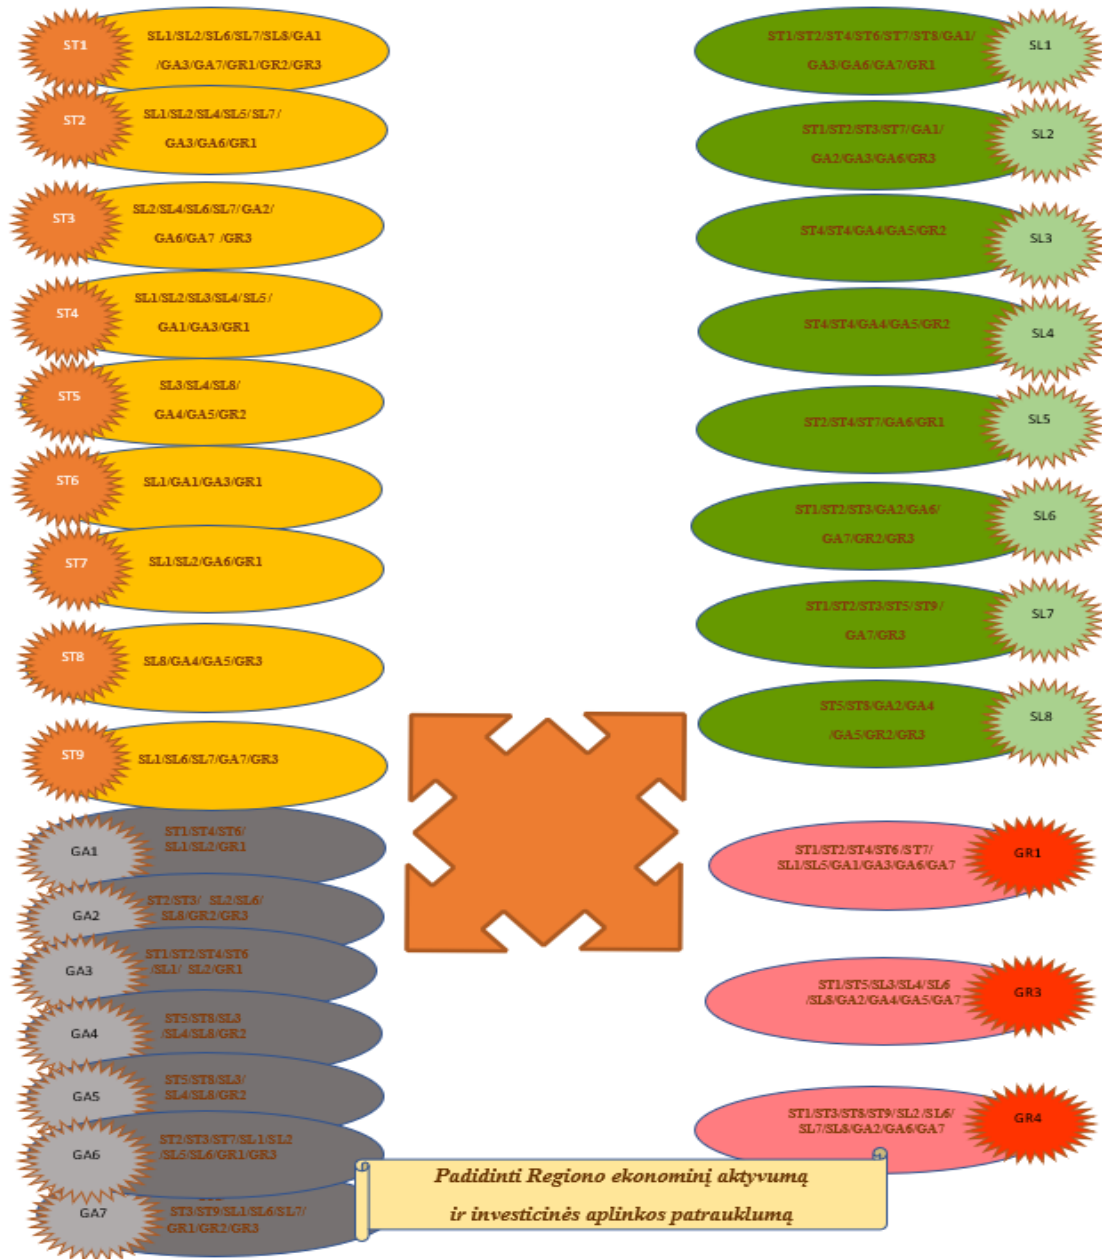 ST1
SL1/SL2/SL6/SL7/SL8/GA1
/GA3/GA7/GR1/GR2/GR3
ST2
SL1/SL2/SL4/SL5/SL7/
GA3/GA6/GR1
ST3
SL2/SL4/SL6/SL7/GA2/
GA6/GA7 /GR3
ST4
SL1/SL2/SL3/SL4/SL5/
GA1/GA3/GR1
ST5
SL3/SL4/SL8/
GA4/GA5/GR2
ST6
SL1/GA1/GA3/GR1
ST7
SL1/SL2/GA6/GR1
ST8
SL8/GA4/GA5/GR3
ST9
SL1/SL6/SL7/GA7/GR3
GA1
ST1/ST4/ST6/
SL1/SL2/GR1
GA2
ST2/ST3/ SL2/SL6/
SL8/GR2/GR3
GA3
ST1/ST2/ST4/ST6
/SL1/ SL2/GR1
GA4
ST5/ST8/SL3
/SL4/SL8/GR2
GA5
ST5/ST8/SL3/
SL4/SL8/GR2
GA6
ST2/ST3/ST7/SL1/SL2
/SL5/SL6/GR1/GR3
GA7
ST3/ST9/SL1/SL6/SL7/
GR1/GR2/GR3
ST1/ST2/ST4/ST6/ST7/ST8/GA1/
GA3/GA6/GA7/GR1
SL1
ST1/ST2/ST3/ST7/GA1/
GA2/GA3/GA6/GR3
SL2
ST4/ST4/GA4/GA5/GR2
SL3
ST4/ST4/GA4/GA5/GR2
SL4
ST2/ST4/ST7/GA6/GR1
SL5
ST1/ST2/ST3/GA2/GA6/
GA7/GR2/GR3
SL6
ST1/ST2/ST3/ST5/ST9/
GA7/GR3
SL7
ST5/ST8/GA2/GA4
/GA5/GR2/GR3
SL8
ST1/ST2/ST4/ST6/ST7/
SL1/SL5/GA1/GA3/GA6/GA7
GR1
ST1/ST5/SL3/SL4/SL6
/SL8/GA2/GA4/GA5/GA7
GR3
ST1/ST3/ST8/ST9/SL2/SL6/
SL7/SL8/GA2/GA6/GA7
GR4
Padidinti Regiono ekonominį aktyvumą
ir investicinės aplinkos patrauklumą